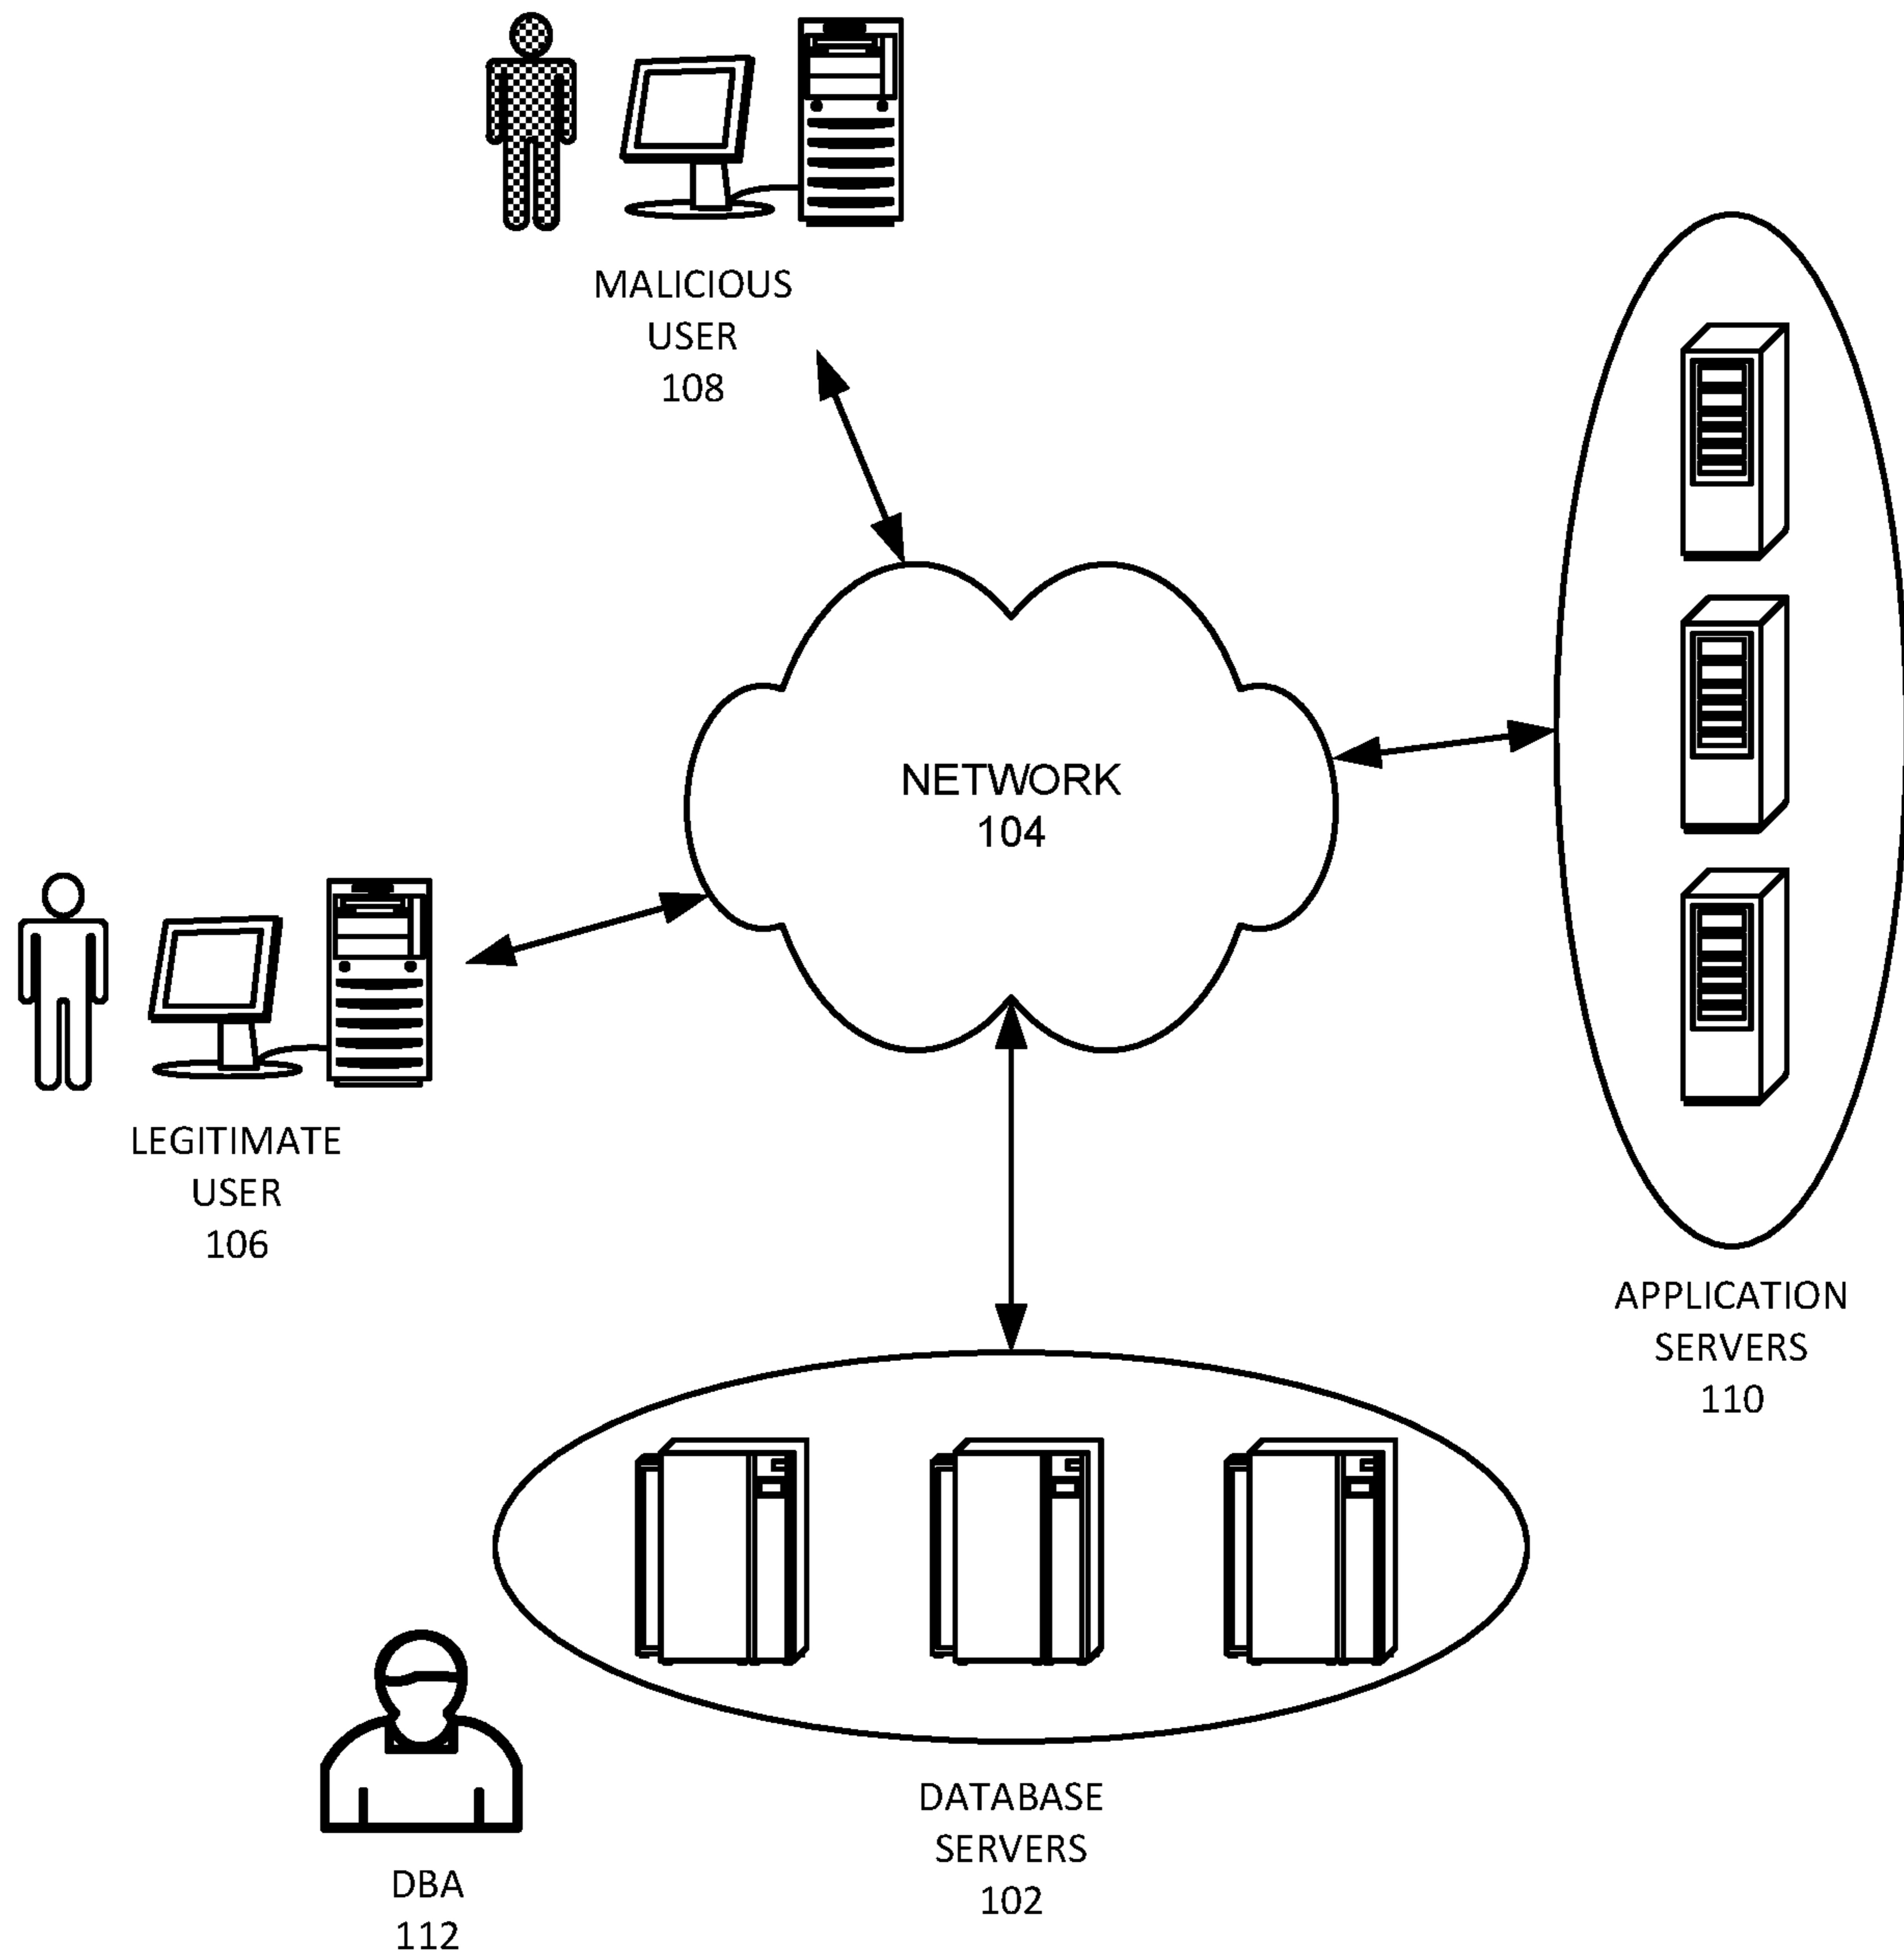 MALICIOUS
USER
108
NETWORK
104
LEGITIMATE
USER
106
APPLICATION
SERVERS
110
DATABASE
SERVERS
102
DBA
112